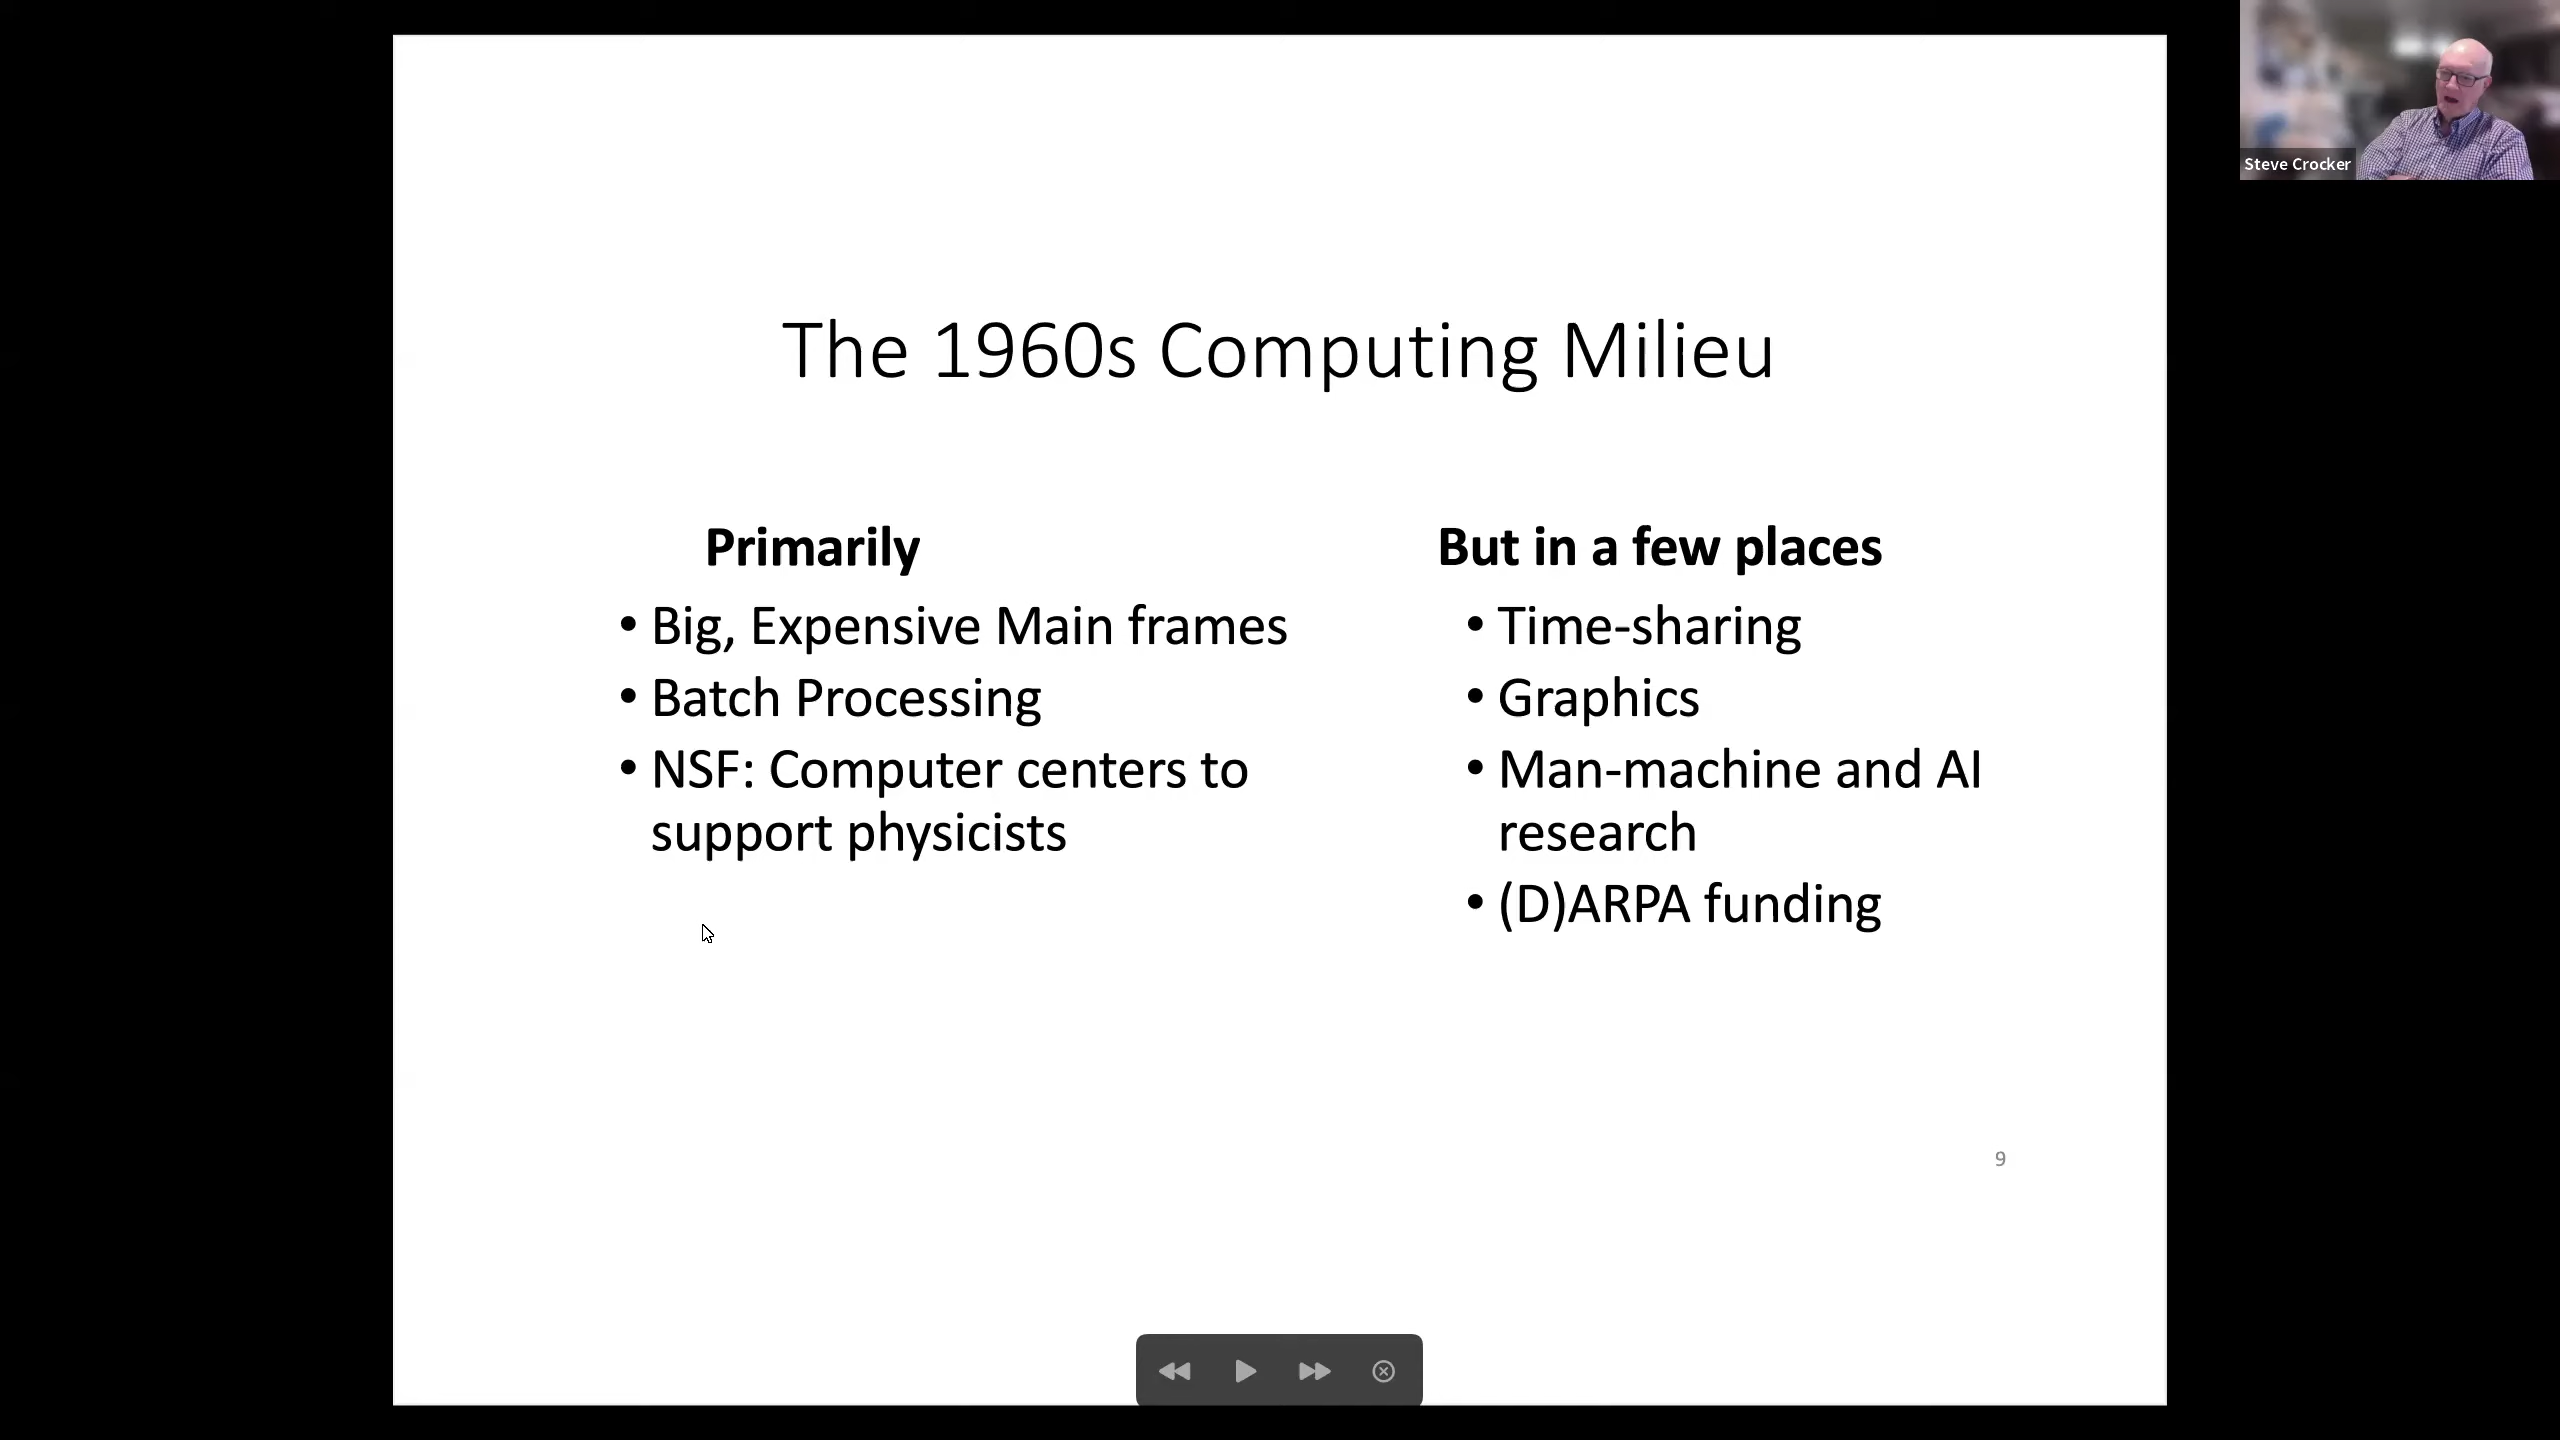 Steve Crocker
The 1960s Computing Milieu
Primarily
• Big, Expensive Main frames
• Batch Processing
• NSF: Computer centers to
support physicists
But in a few places
• Time-sharing
• Graphics
• Man-machine and AI
research
• (D)ARPA funding
9